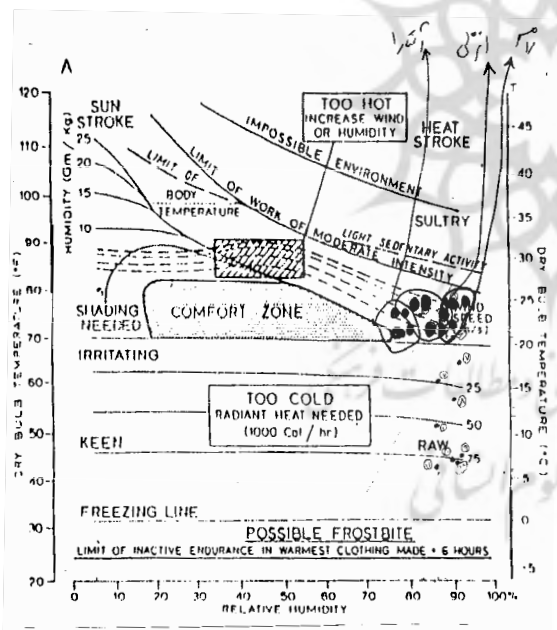 A
120
110
100
90
80
70
60
50
40
30
20
DRY BULB TEMPERATURE (°F)
HUMIDITY (Gm / Kg)
SUN
STROKE
25
20
15
10
5
TOO HOT
INCREASE WIND
OR HUMIDITY
HEAT
STROKE
IMPOSSIBLE ENVIRONMENT
LIMIT OF WORK OF MODERATE INTENSITY
LIMIT OF
BODY
TEMPERATURE
SULTRY
LIGHT SEDENTARY ACTIVITY
SHADING
NEEDED
COMFORT ZONE
WIND
SPEED
IRRITATING
TOO COLD
RADIANT HEAT NEEDED
(1000 Cal / hr)
25
50
75
KEEN
RAW
FREEZING LINE
POSSIBLE FROSTBITE
LIMIT OF INACTIVE ENDURANCE IN WARMEST CLOTHING MADE = 6 HOURS
45
40
35
30
25
20
15
10
5
0
-5
DRY BULB TEMPERATURE (°C)
0 10 20 30 40 50 60 70 80 90 100%
RELATIVE HUMIDITY